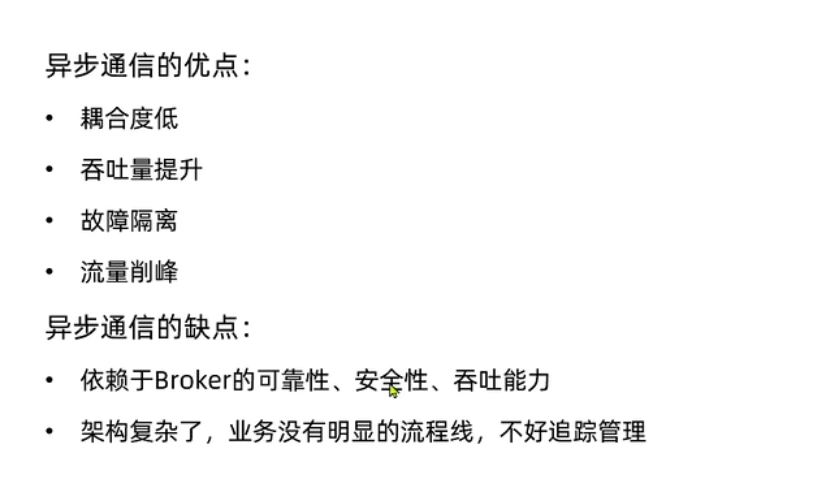 异步通信的优点：
• 耦合度低
• 吞吐量提升
• 故障隔离
• 流量削峰
异步通信的缺点：
• 依赖于Broker的可靠性、安全性、吞吐能力
• 架构复杂了，业务没有明显的流程线，不好追踪管理